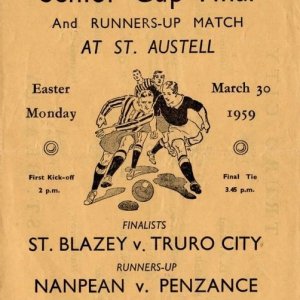 Senior Cup Final
And RUNNERS-UP MATCH
AT ST. AUSTELL
Easter
Monday
March 30
1959
First Kick-off
2 p.m.
Final Tie
3.45 p.m.
FINALISTS
ST. BLAZEY v. TRURO CITY
RUNNERS-UP
NANPEAN v. PENZANCE